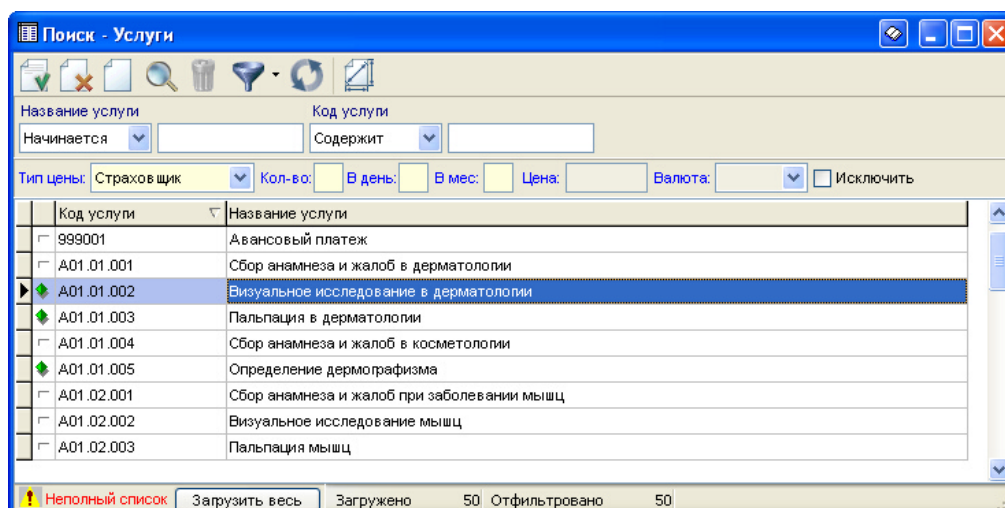 Поиск - Услуги
Название услуги Код услуги
Начинается Содержит
Тип цены: Страховщик Кол-во: В день: В мес: Цена: Валюта: Исключить
Код услуги Название услуги
999001 Авансовый платеж
A01.01.001 Сбор анамнеза и жалоб в дерматологии
A01.01.002 Визуальное исследование в дерматологии
A01.01.003 Пальпация в дерматологии
A01.01.004 Сбор анамнеза и жалоб в косметологии
A01.01.005 Определение дермографизма
A01.02.001 Сбор анамнеза и жалоб при заболевании мышц
A01.02.002 Визуальное исследование мышц
A01.02.003 Пальпация мышц
Неполный список Загрузить весь Загружено 50 Отфильтровано 50